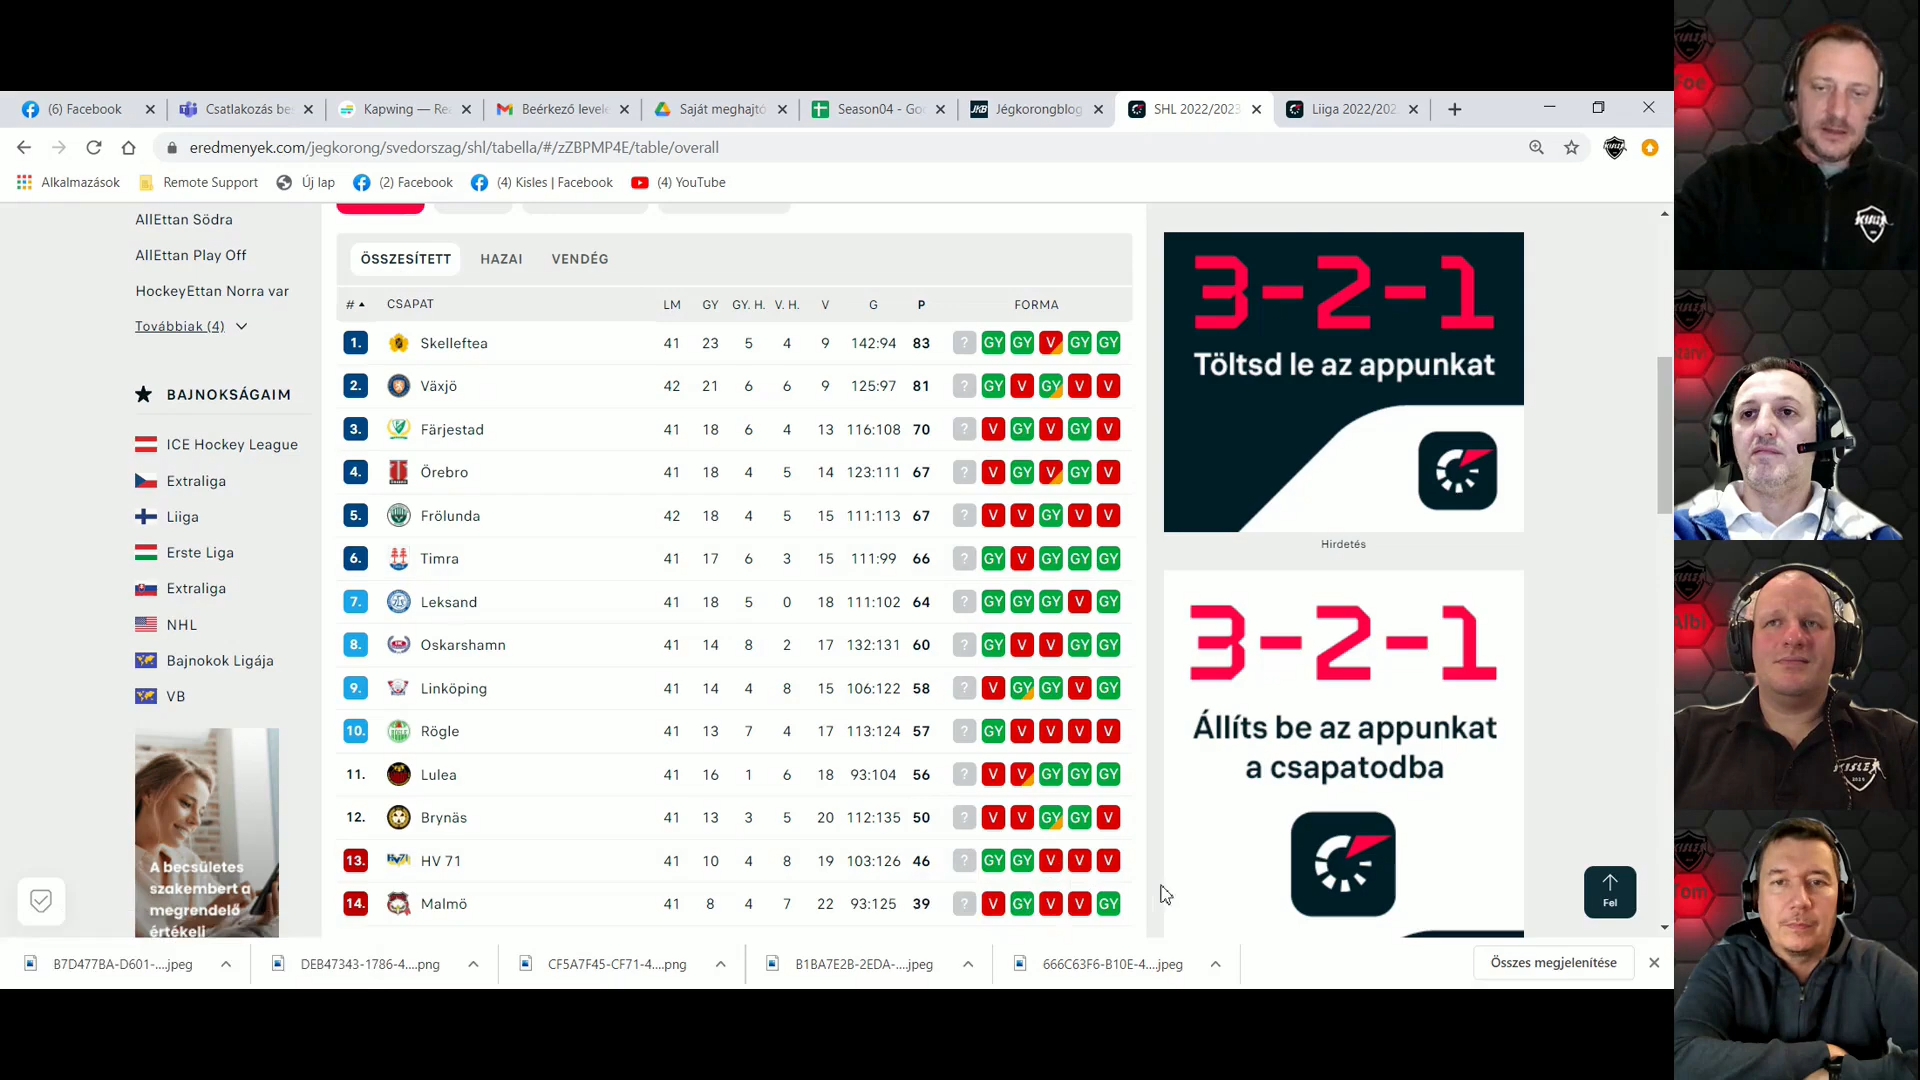 (6) Facebook
Csatlakozás be
Kapwing — Re
Beérkező levele
Saját meghajtó
Season04 - Go
JKB Jégkorongblog
SHL 2022/2023
Liiga 2022/202
eredmenyek.com/jegkorong/svedorszag/shl/tabella/#/zZBPMP4E/table/overall
Alkalmazások
Remote Support
Új lap
(2) Facebook
(4) Kisles | Facebook
(4) YouTube
AllEttan Södra
AllEttan Play Off
HockeyEttan Norra var
Továbbiak (4)
BAJNOKSÁGAIM
ICE Hockey League
Extraliga
Liiga
Erste Liga
Extraliga
NHL
Bajnokok Ligája
VB
A becsületes
szakembert a
megrendelő
értékeli
ÖSSZESÍTETT HAZAI VENDÉG
# CSAPAT LM GY GY. H. V. H. V G P FORMA
1. Skelleftea 41 23 5 4 9 142:94 83 ? GY GY V GY GY
2. Växjö 42 21 6 6 9 125:97 81 ? GY V GY V V
3. Färjestad 41 18 6 4 13 116:108 70 ? V GY V GY V
4. Örebro 41 18 4 5 14 123:111 67 ? V GY V GY V
5. Frölunda 42 18 4 5 15 111:113 67 ? V V GY V V
6. Timra 41 17 6 3 15 111:99 66 ? GY V GY GY GY
7. Leksand 41 18 5 0 18 111:102 64 ? GY GY GY V GY
8. Oskarshamn 41 14 8 2 17 132:131 60 ? GY V V GY GY
9. Linköping 41 14 4 8 15 106:122 58 ? V GY GY V GY
10. Rögle 41 13 7 4 17 113:124 57 ? GY V V V V
11. Lulea 41 16 1 6 18 93:104 56 ? V V GY GY GY
12. Brynäs 41 13 3 5 20 112:135 50 ? V V GY GY V
13. HV 71 41 10 4 8 19 103:126 46 ? GY GY V V V
14. Malmö 41 8 4 7 22 93:125 39 ? V GY V V GY
3-2-1
Töltsd le az appunkat
Hirdetés
3-2-1
Állíts be az appunkat
a csapatodba
Fel
B7D477BA-D601-....jpeg
DEB47343-1786-4....png
CF5A7F45-CF71-4....png
B1BA7E2B-2EDA-....jpeg
666C63F6-B10E-4....jpeg
Összes megjelenítése
Albi
Tom